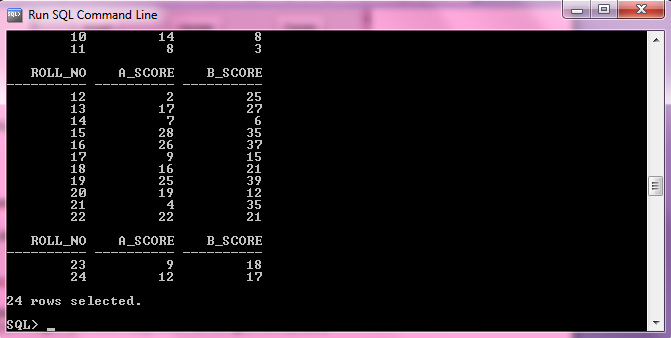 Run SQL Command Line
10 14 8
11 8 3
ROLL_NO A_SCORE B_SCORE
---------- ---------- ----------
12 2 25
13 17 27
14 7 6
15 28 35
16 26 37
17 9 15
18 16 21
19 25 39
20 19 12
21 4 35
22 22 21
ROLL_NO A_SCORE B_SCORE
---------- ---------- ----------
23 9 18
24 12 17
24 rows selected.
SQL> _